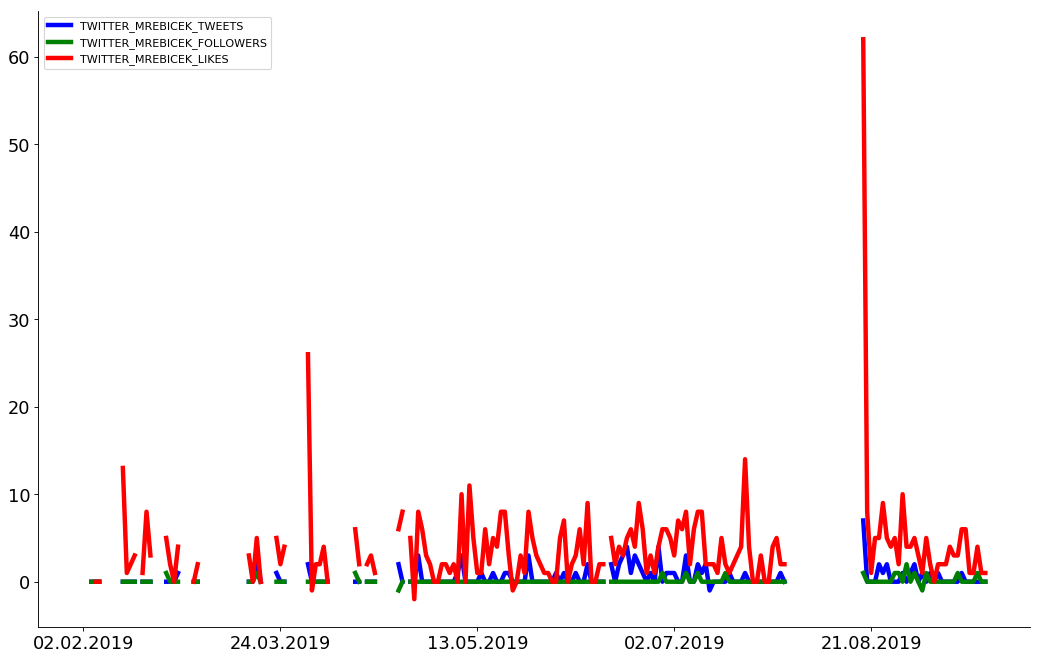 TWITTER_MREBICEK_TWEETS
TWITTER_MREBICEK_FOLLOWERS
TWITTER_MREBICEK_LIKES
60
50
40
30
20
10
0
02.02.2019 24.03.2019 13.05.2019 02.07.2019 21.08.2019